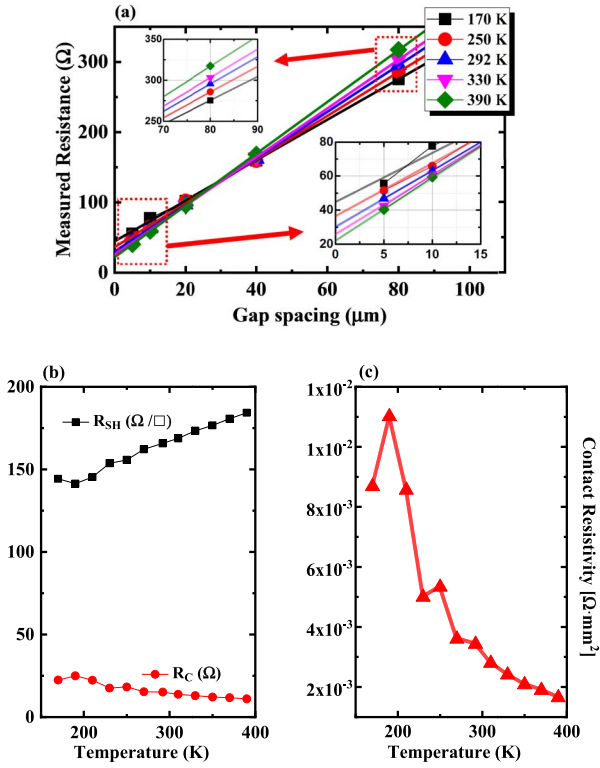 (a)
Measured Resistance (Ω)
300
200
100
0
0 20 40 60 80 100
Gap spacing (μm)
170 K
250 K
292 K
330 K
390 K
350
325
300
275
250
70 80 90
80
60
40
20
0 5 10 15
(b)
200
150
100
50
0
R_SH (Ω /□)
R_C (Ω)
200 300 400
Temperature (K)
(c)
1x10⁻²
1x10⁻²
8x10⁻³
6x10⁻³
4x10⁻³
2x10⁻³
200 300 400
Temperature (K)
Contact Resistivity [Ω·mm²]